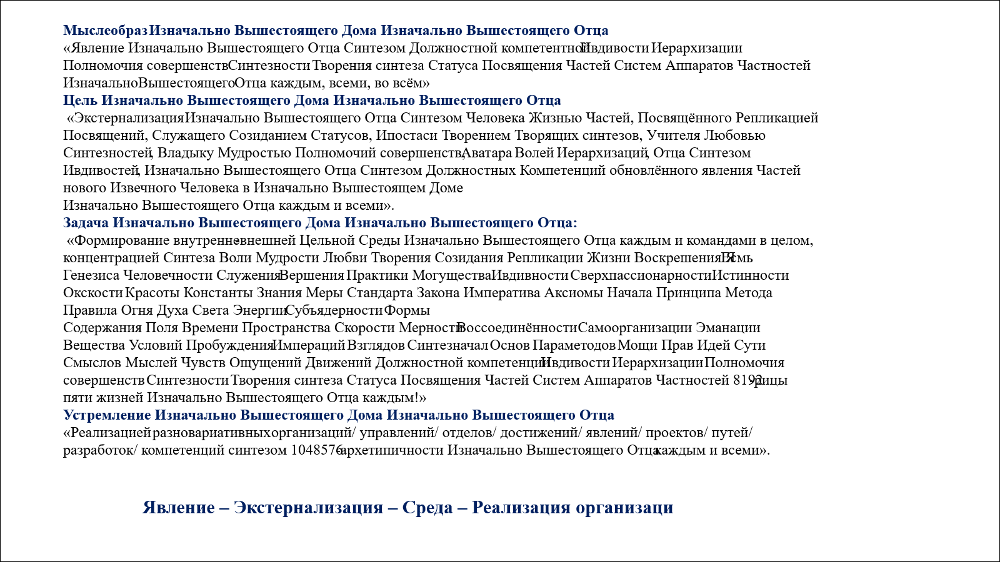 Мыслеобраз Изначально Вышестоящего Дома Изначально Вышестоящего Отца
«Явление Изначально Вышестоящего Отца Синтезом Должностной компетентной Ивдивости Иерархизации
Полномочия совершенств Синтезности Творения синтеза Статуса Посвящения Частей Систем Аппаратов Частностей
Изначально Вышестоящего Отца каждым, всеми, во всём»
Цель Изначально Вышестоящего Дома Изначально Вышестоящего Отца
«Экстернализация Изначально Вышестоящего Отца Синтезом Человека Жизнью Частей, Посвящённого Репликацией
Посвящений, Служащего Созиданием Статусов, Ипостаси Творением Творящих синтезов, Учителя Любовью
Синтезностей, Владыку Мудростью Полномочий совершенств, Аватара Волей Иерархизаций, Отца Синтезом
Ивдивостей, Изначально Вышестоящего Отца Синтезом Должностных Компетенций обновлённого явления Частей
нового Извечного Человека в Изначально Вышестоящем Доме
Изначально Вышестоящего Отца каждым и всеми».
Задача Изначально Вышестоящего Дома Изначально Вышестоящего Отца:
«Формирование внутренне-внешней Цельной Среды Изначально Вышестоящего Отца каждым и командами в целом,
концентрацией Синтеза Воли Мудрости Любви Творения Созидания Репликации Жизни Воскрешения Я Есмь
Генезиса Человечности Служения Вершения Практики Могущества Ивдивности Сверхпассионарности Истинности
Окскости Красоты Константы Знания Меры Стандарта Закона Императива Аксиомы Начала Принципа Метода
Правила Огня Духа Света Энергии Субъядерности Формы
Содержания Поля Времени Пространства Скорости Мерности Воссоединённости Самоорганизации Эманации
Вещества Условий Пробуждения Импераций Взглядов Синтезначал Основ Параметодов Мощи Прав Идей Сути
Смыслов Мыслей Чувств Ощущений Движений Должностной компетенции Ивдивости Иерархизации Полномочия
совершенств Синтезности Творения синтеза Статуса Посвящения Частей Систем Аппаратов Частностей 8192-рицы
пяти жизней Изначально Вышестоящего Отца каждым!»
Устремление Изначально Вышестоящего Дома Изначально Вышестоящего Отца
«Реализацией разновариативных организаций/ управлений/ отделов/ достижений/ явлений/ проектов/ путей/
разработок/ компетенций синтезом 1048576-архетипичности Изначально Вышестоящего Отца каждым и всеми».
Явление – Экстернализация – Среда – Реализация организаци